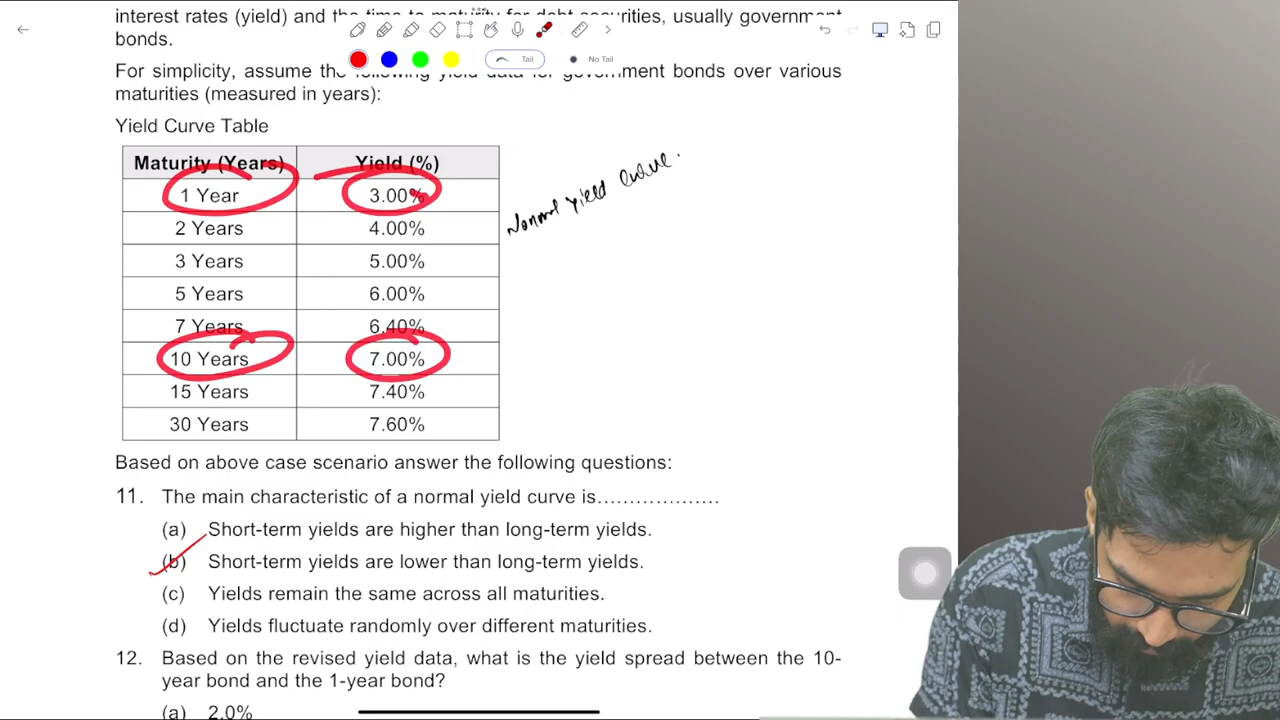 interest rates (yield) and the time to maturity for debt securities, usually government
bonds.
Tail
No Tail
For simplicity, assume the following yield data for government bonds over various
maturities (measured in years):
Yield Curve Table
Maturity (Years) Yield (%)
1 Year 3.00%
2 Years 4.00%
3 Years 5.00%
5 Years 6.00%
7 Years 6.40%
10 Years 7.00%
15 Years 7.40%
30 Years 7.60%
Normal yield curve.
Based on above case scenario answer the following questions:
11. The main characteristic of a normal yield curve is...................
(a) Short-term yields are higher than long-term yields.
(b) Short-term yields are lower than long-term yields.
(c) Yields remain the same across all maturities.
(d) Yields fluctuate randomly over different maturities.
12. Based on the revised yield data, what is the yield spread between the 10-
year bond and the 1-year bond?
(a) 2.0%